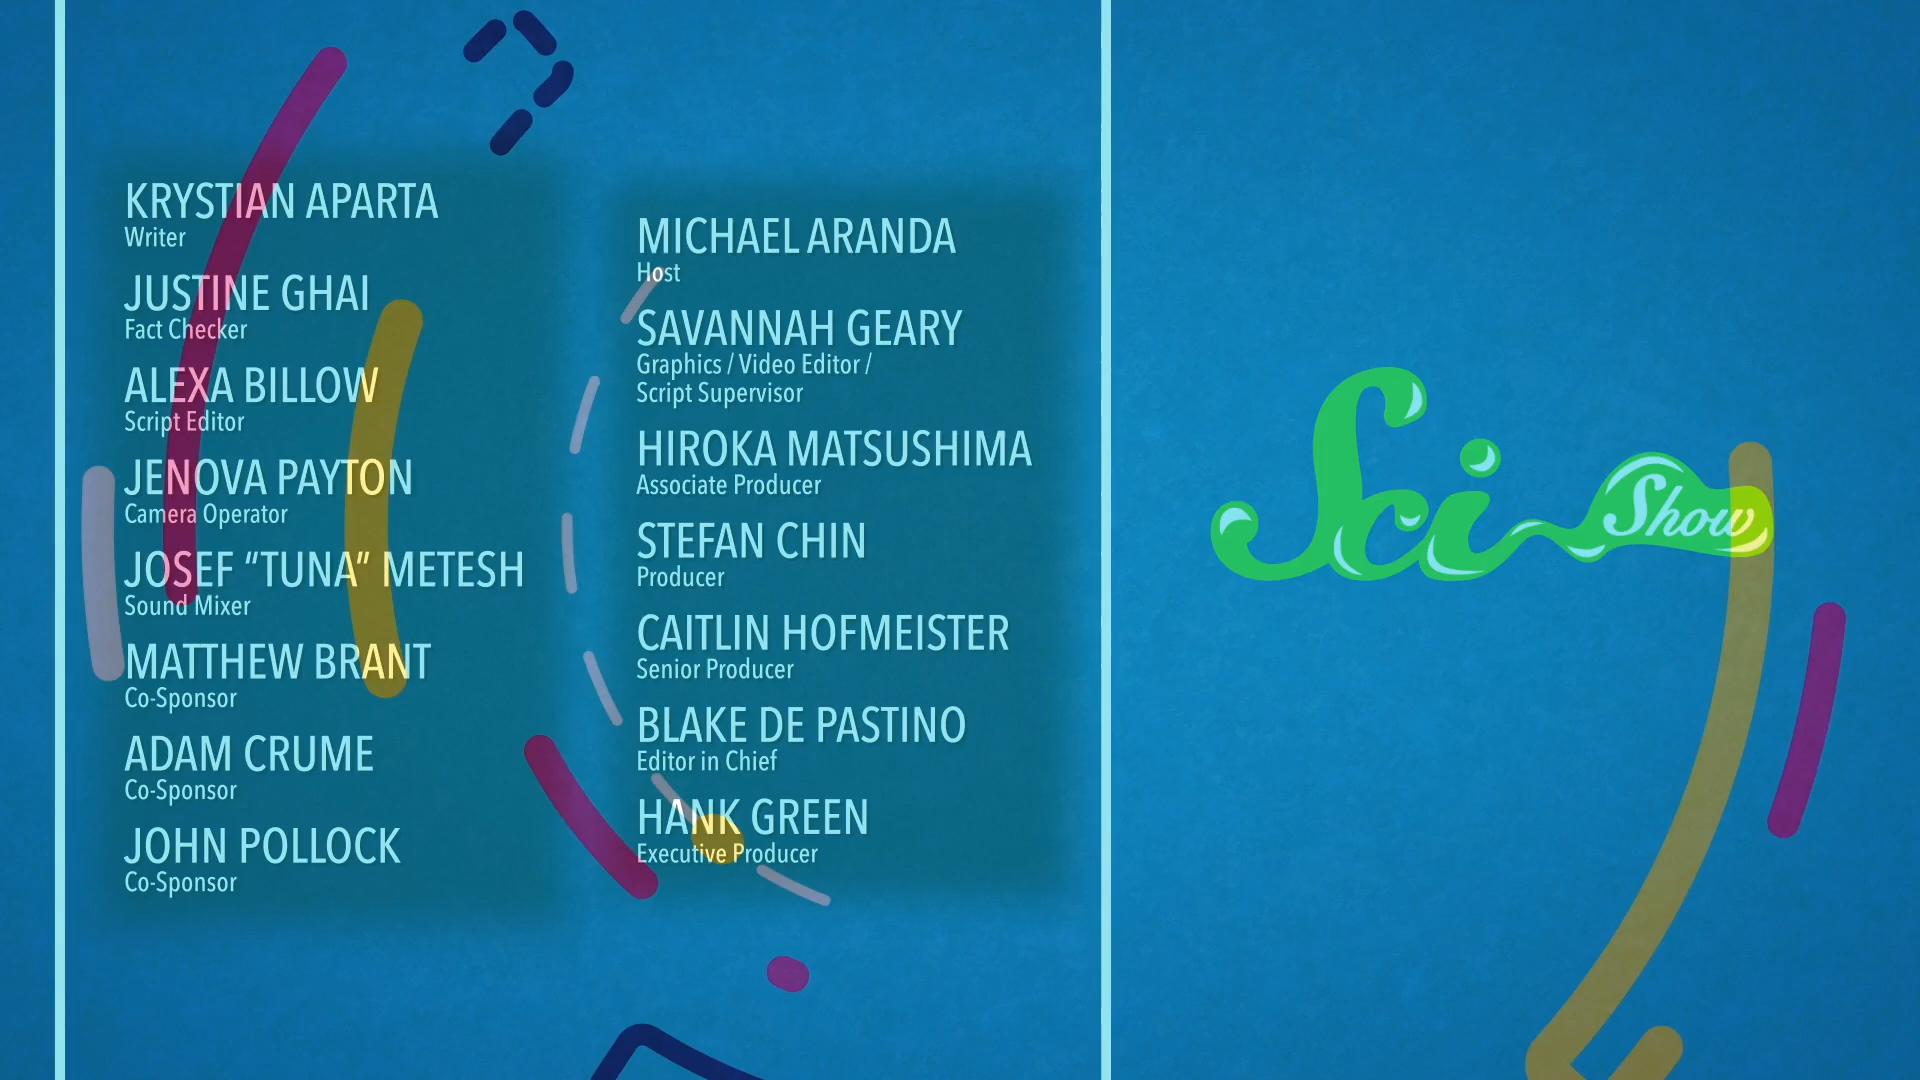 KRYSTIAN APARTA
Writer
JUSTINE GHAI
Fact Checker
ALEXA BILLOW
Script Editor
JENOVA PAYTON
Camera Operator
JOSEF “TUNA” METESH
Sound Mixer
MATTHEW BRANT
Co-Sponsor
ADAM CRUME
Co-Sponsor
JOHN POLLOCK
Co-Sponsor
MICHAEL ARANDA
Host
SAVANNAH GEARY
Graphics / Video Editor /
Script Supervisor
HIROKA MATSUSHIMA
Associate Producer
STEFAN CHIN
Producer
CAITLIN HOFMEISTER
Senior Producer
BLAKE DE PASTINO
Editor in Chief
HANK GREEN
Executive Producer
Sci Show